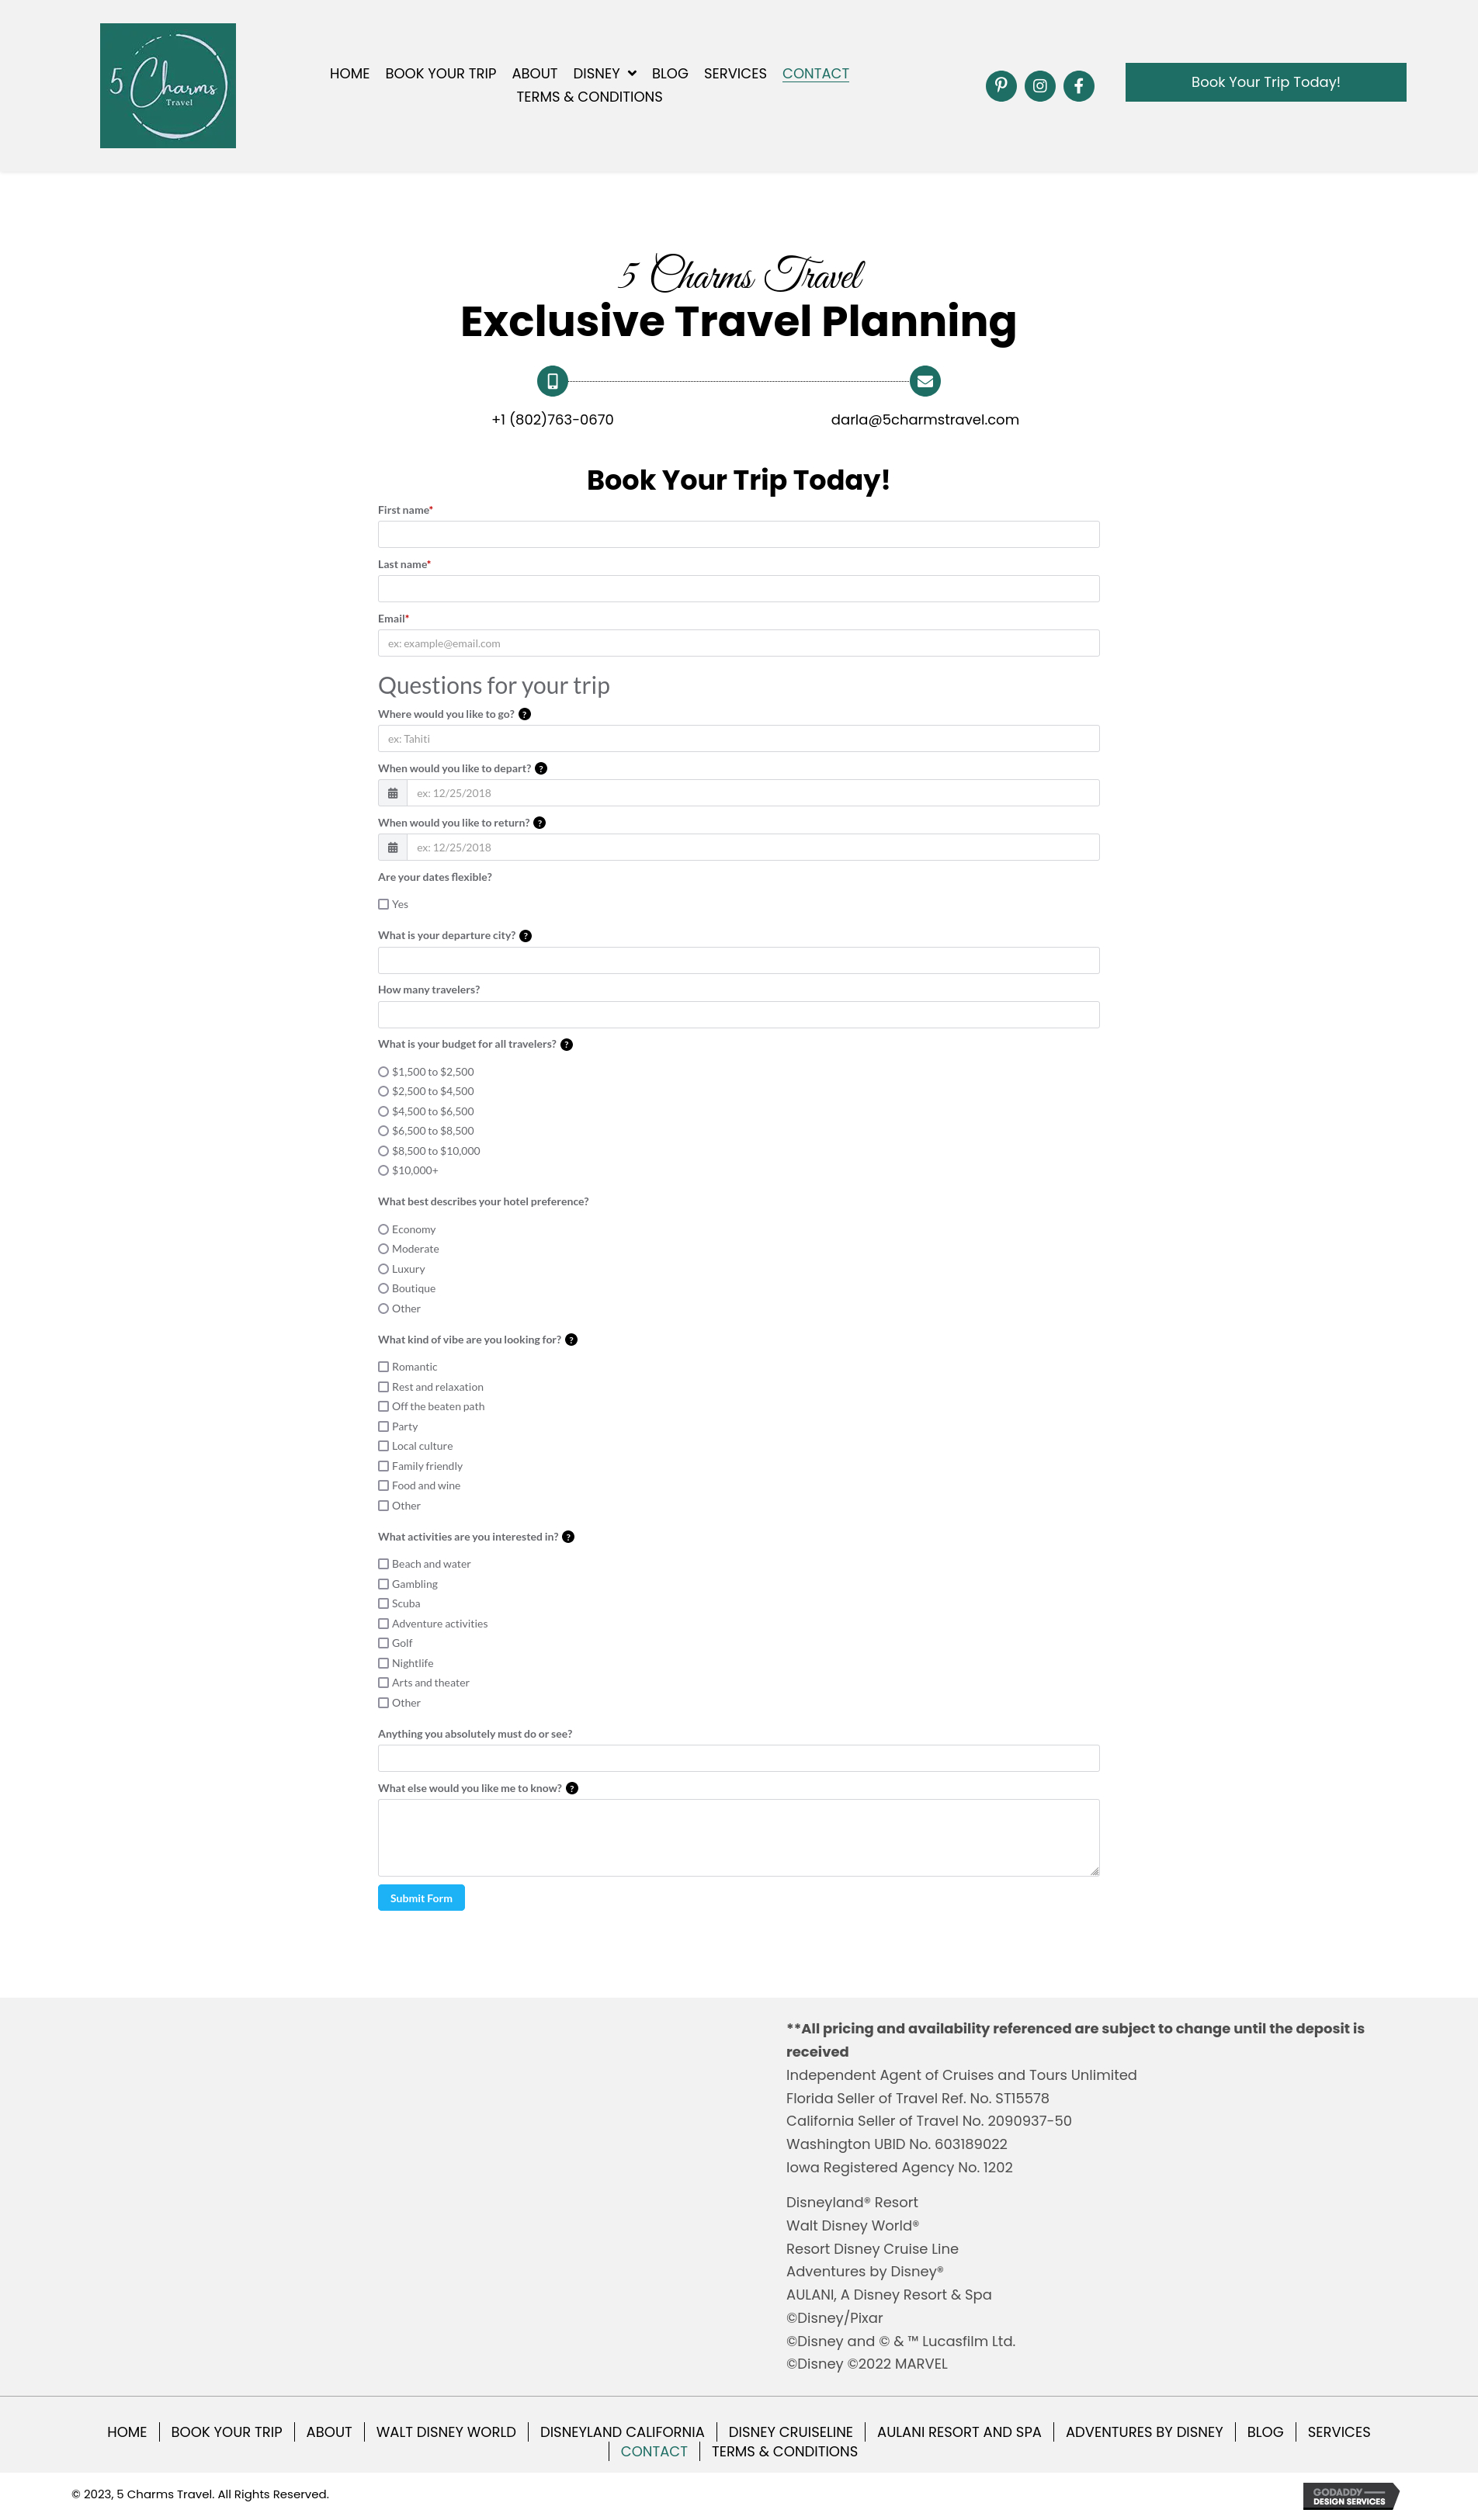 5 Charms
Travel
HOME BOOK YOUR TRIP ABOUT DISNEY BLOG SERVICES CONTACT
TERMS & CONDITIONS
Book Your Trip Today!
5 Charms Travel
Exclusive Travel Planning
+1 (802)763-0670
darla@5charmstravel.com
Book Your Trip Today!
First name*
Last name*
Email*
ex: example@email.com
Questions for your trip
Where would you like to go? ?
ex: Tahiti
When would you like to depart? ?
ex: 12/25/2018
When would you like to return? ?
ex: 12/25/2018
Are your dates flexible?
Yes
What is your departure city? ?
How many travelers?
What is your budget for all travelers? ?
$1,500 to $2,500
$2,500 to $4,500
$4,500 to $6,500
$6,500 to $8,500
$8,500 to $10,000
$10,000+
What best describes your hotel preference?
Economy
Moderate
Luxury
Boutique
Other
What kind of vibe are you looking for? ?
Romantic
Rest and relaxation
Off the beaten path
Party
Local culture
Family friendly
Food and wine
Other
What activities are you interested in? ?
Beach and water
Gambling
Scuba
Adventure activities
Golf
Nightlife
Arts and theater
Other
Anything you absolutely must do or see?
What else would you like me to know? ?
Submit Form
**All pricing and availability referenced are subject to change until the deposit is
received
Independent Agent of Cruises and Tours Unlimited
Florida Seller of Travel Ref. No. ST15578
California Seller of Travel No. 2090937-50
Washington UBID No. 603189022
Iowa Registered Agency No. 1202
Disneyland® Resort
Walt Disney World®
Resort Disney Cruise Line
Adventures by Disney®
AULANI, A Disney Resort & Spa
©Disney/Pixar
©Disney and © & ™ Lucasfilm Ltd.
©Disney ©2022 MARVEL
HOME BOOK YOUR TRIP ABOUT WALT DISNEY WORLD DISNEYLAND CALIFORNIA DISNEY CRUISELINE AULANI RESORT AND SPA ADVENTURES BY DISNEY BLOG SERVICES
CONTACT TERMS & CONDITIONS
© 2023, 5 Charms Travel. All Rights Reserved.
GODADDY
DESIGN SERVICES